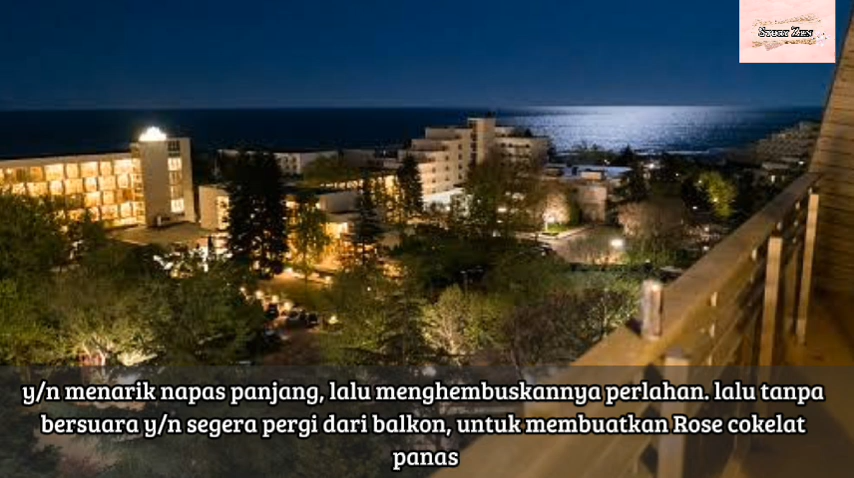 Study Zen
y/n menarik napas panjang, lalu menghembuskannya perlahan. lalu tanpa
bersuara y/n segera pergi dari balkon, untuk membuatkan Rose cokelat
panas